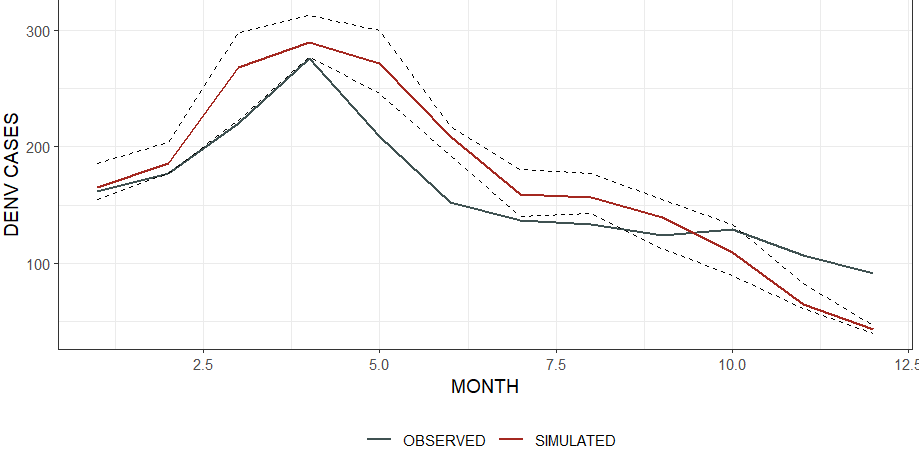 300
200
100
DENV CASES
2.5
5.0
7.5
10.0
12.5
MONTH
OBSERVED
SIMULATED